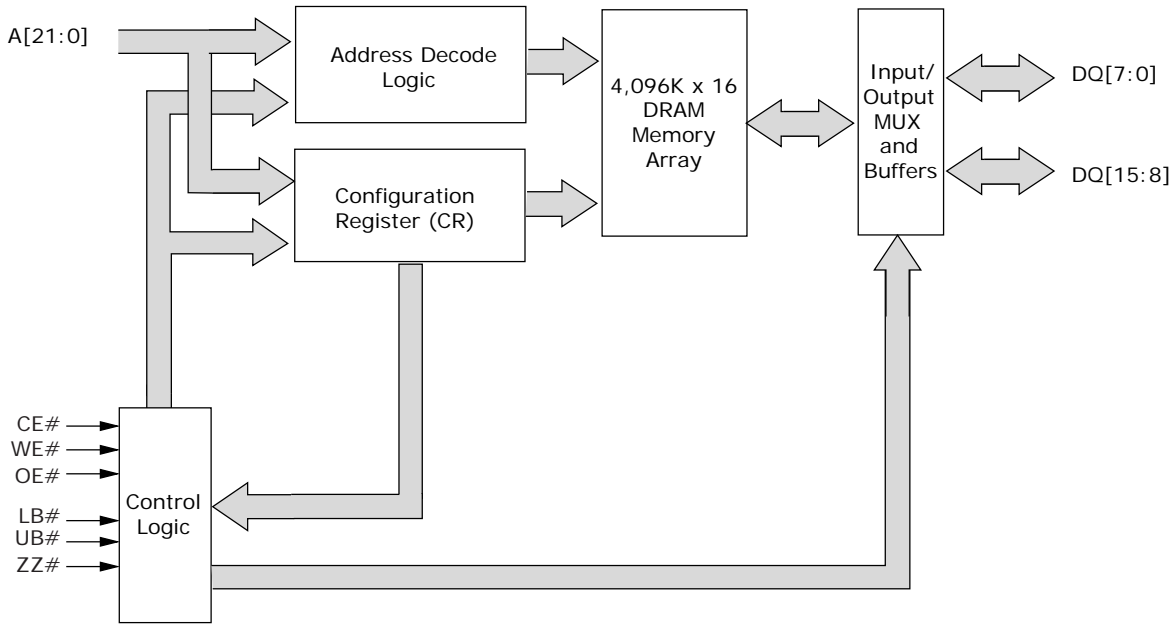 A[21:0]
Address Decode
Logic
4,096K x 16
DRAM
Memory
Array
Input/
Output
MUX
and
Buffers
DQ[7:0]
DQ[15:8]
Configuration
Register (CR)
CE#
WE#
OE#
LB#
UB#
ZZ#
Control
Logic